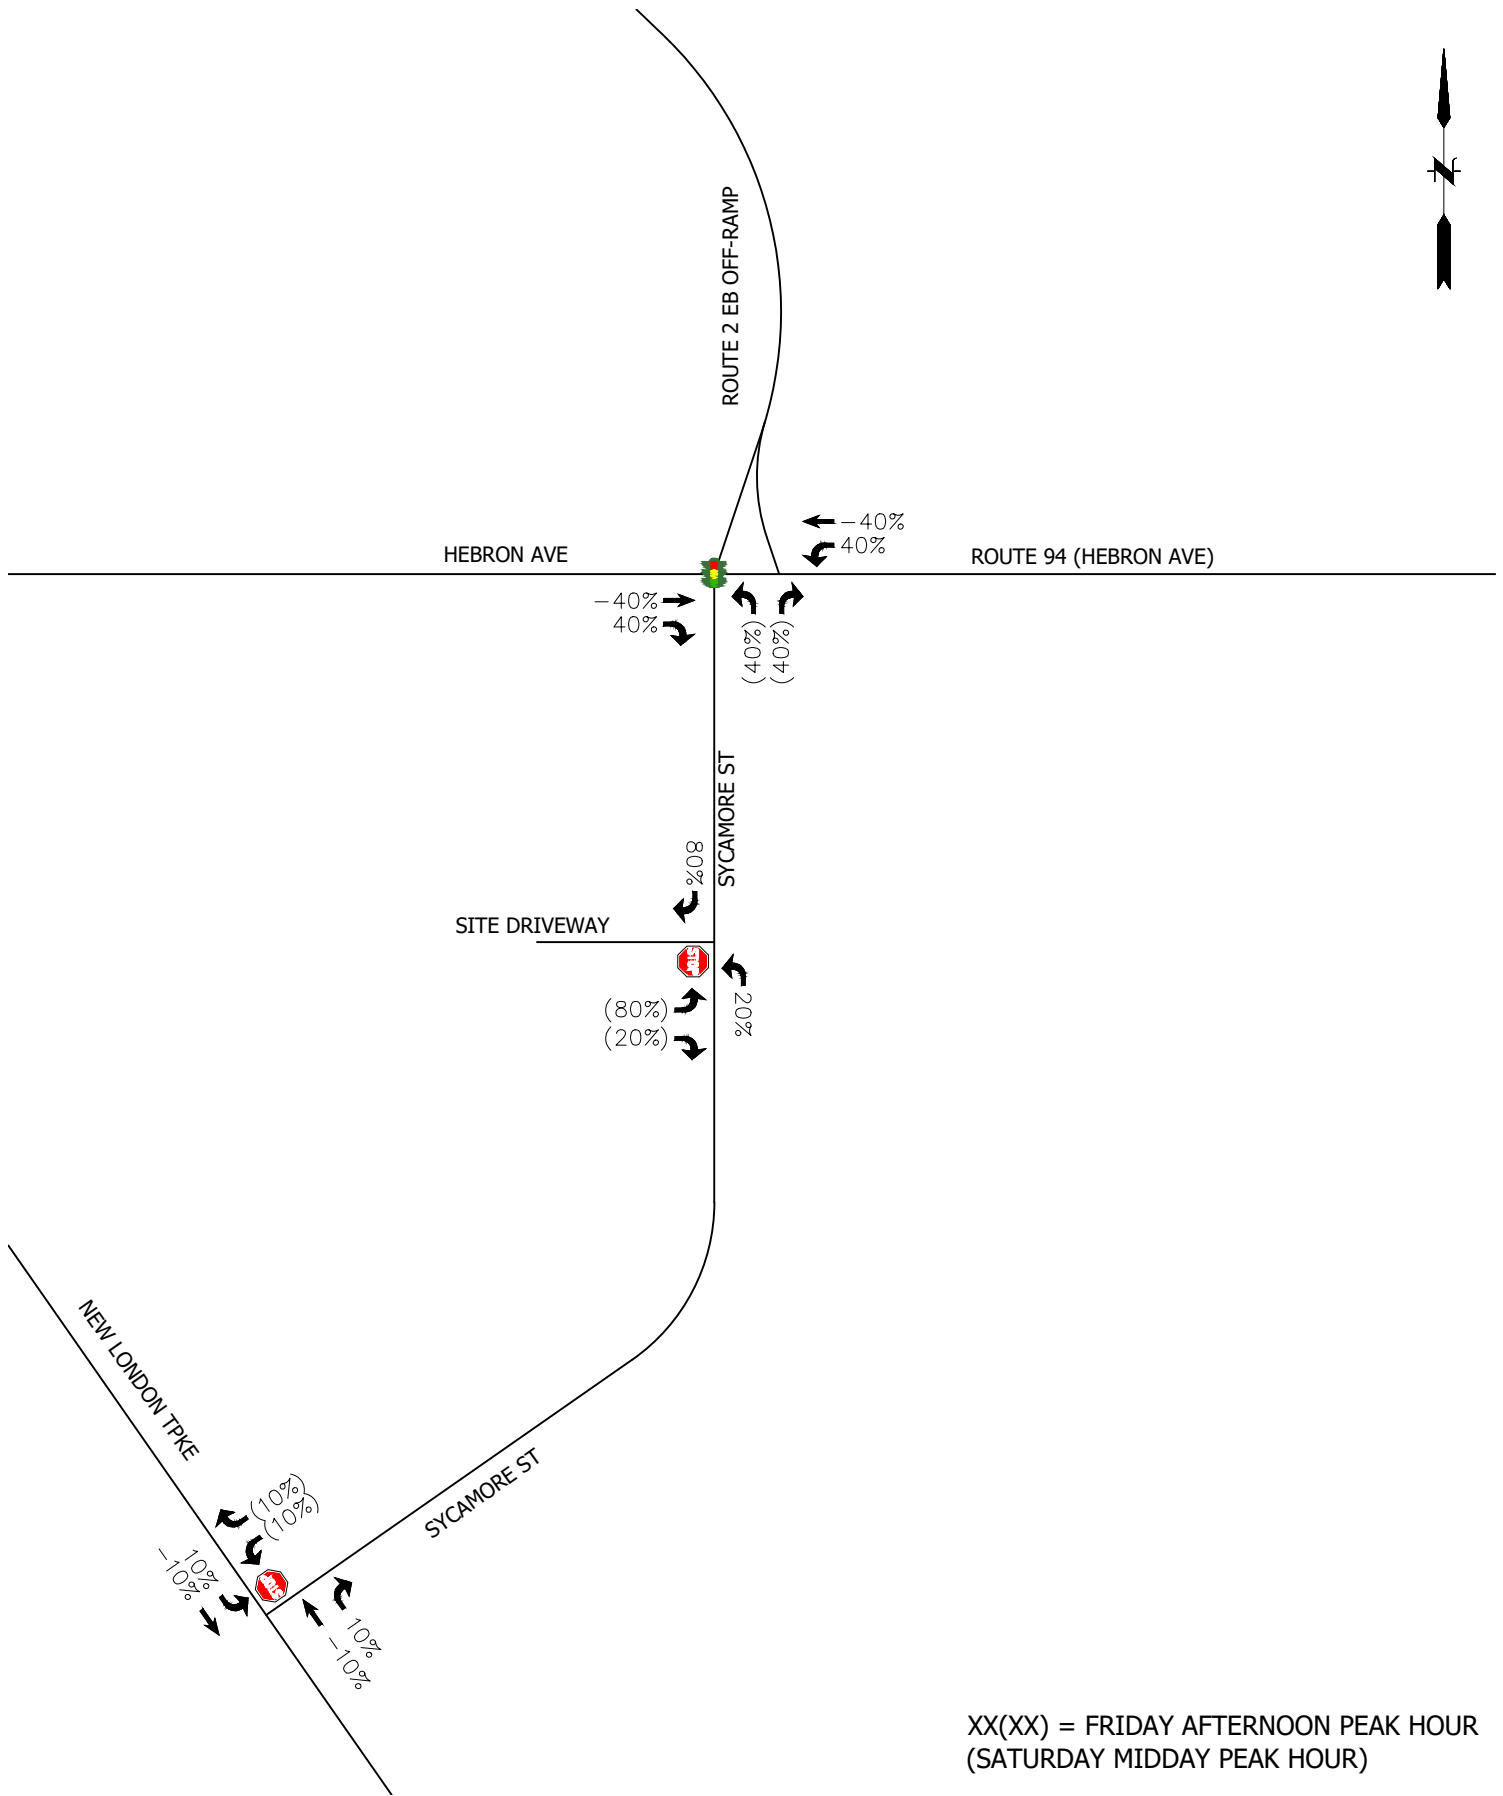 ROUTE 2 EB OFF-RAMP
N
-40%
40%
HEBRON AVE
ROUTE 94 (HEBRON AVE)
-40%
40%
(40%)
(40%)
SYCAMORE ST
80%
SITE DRIVEWAY
STOP
(80%)
(20%)
20%
NEW LONDON TPKE
SYCAMORE ST
(10%)
(10%)
10%
-10%
STOP
10%
-10%
XX(XX) = FRIDAY AFTERNOON PEAK HOUR
(SATURDAY MIDDAY PEAK HOUR)